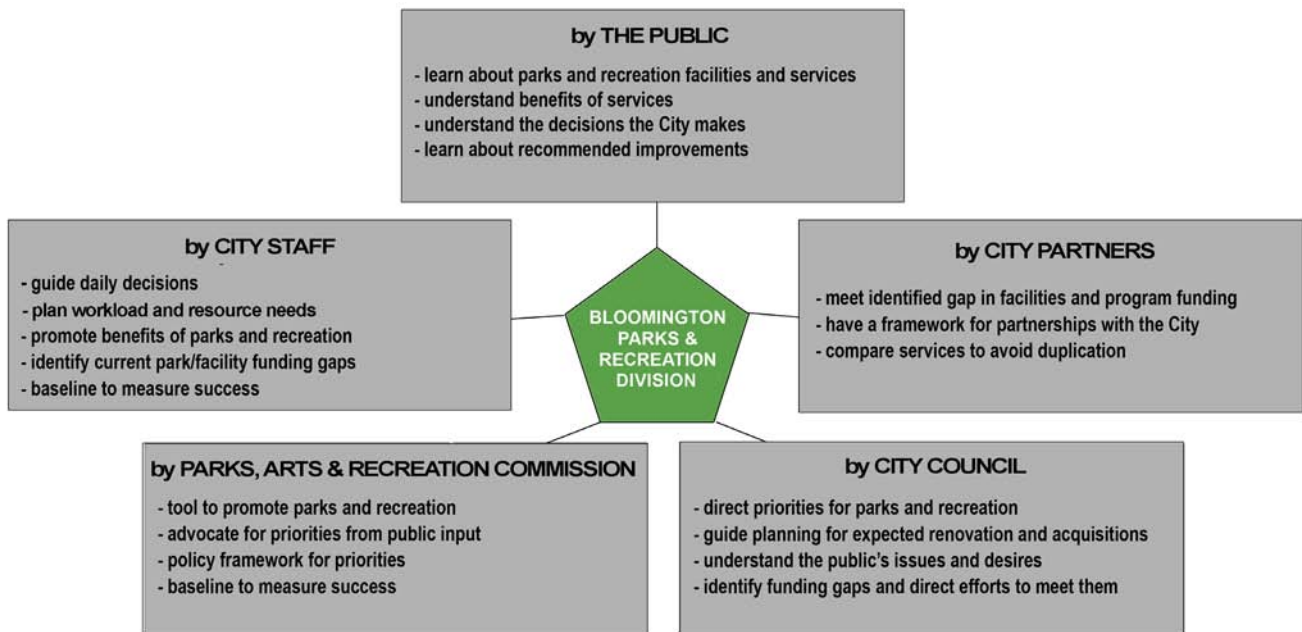 by THE PUBLIC
- learn about parks and recreation facilities and services
- understand benefits of services
- understand the decisions the City makes
- learn about recommended improvements
by CITY STAFF
- guide daily decisions
- plan workload and resource needs
- promote benefits of parks and recreation
- identify current park/facility funding gaps
- baseline to measure success
BLOOMINGTON
PARKS &
RECREATION
DIVISION
by CITY PARTNERS
- meet identified gap in facilities and program funding
- have a framework for partnerships with the City
- compare services to avoid duplication
by PARKS, ARTS & RECREATION COMMISSION
- tool to promote parks and recreation
- advocate for priorities from public input
- policy framework for priorities
- baseline to measure success
by CITY COUNCIL
- direct priorities for parks and recreation
- guide planning for expected renovation and acquisitions
- understand the public's issues and desires
- identify funding gaps and direct efforts to meet them